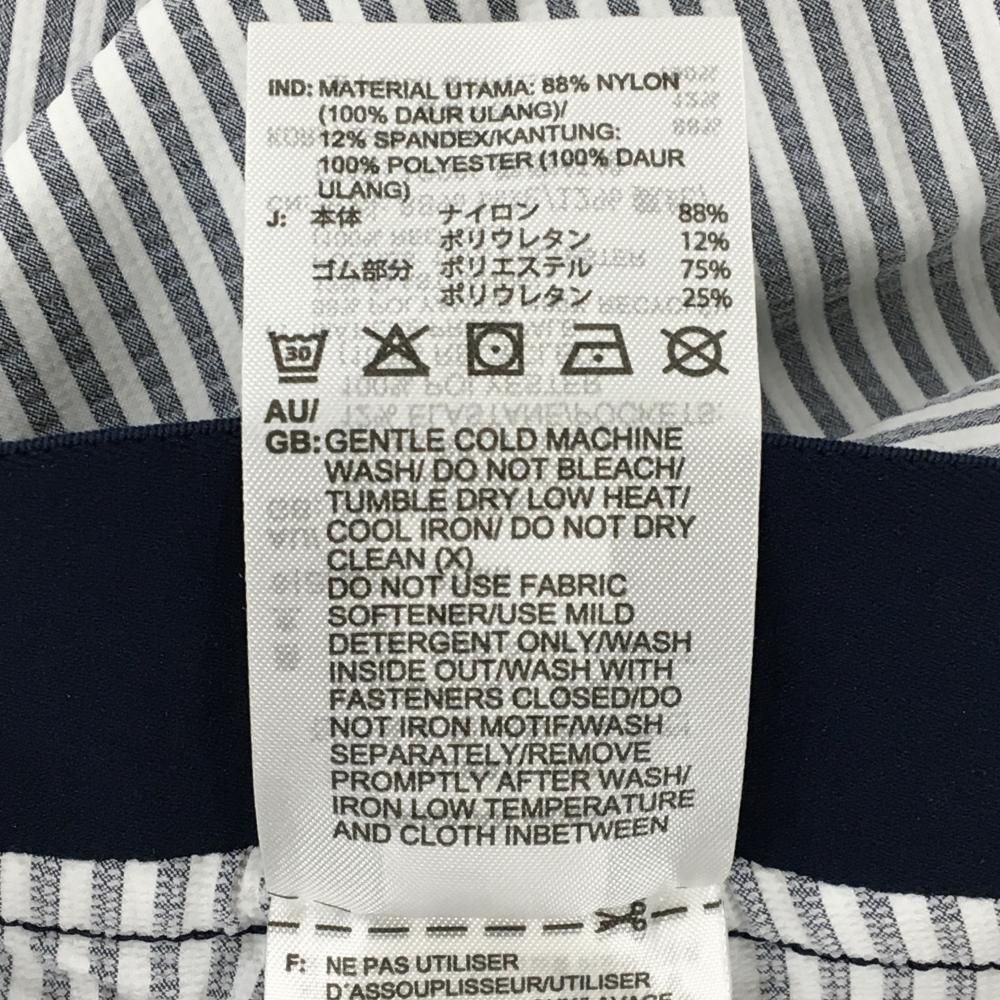 IND: MATERIAL UTAMA: 88% NYLON
(100% DAUR ULANG)/
12% SPANDEX/KANTUNG:
100% POLYESTER (100% DAUR
ULANG)
J: 本体 ナイロン 88%
ポリウレタン 12%
ゴム部分 ポリエステル 75%
ポリウレタン 25%
30
AU/
GB: GENTLE COLD MACHINE
WASH/ DO NOT BLEACH/
TUMBLE DRY LOW HEAT/
COOL IRON/ DO NOT DRY
CLEAN (X)
DO NOT USE FABRIC
SOFTENER/USE MILD
DETERGENT ONLY/WASH
INSIDE OUT/WASH WITH
FASTENERS CLOSED/DO
NOT IRON MOTIF/WASH
SEPARATELY/REMOVE
PROMPTLY AFTER WASH/
IRON LOW TEMPERATURE
AND CLOTH INBETWEEN
F: NE PAS UTILISER
D'ASSOUPLISSEUR/UTILISER